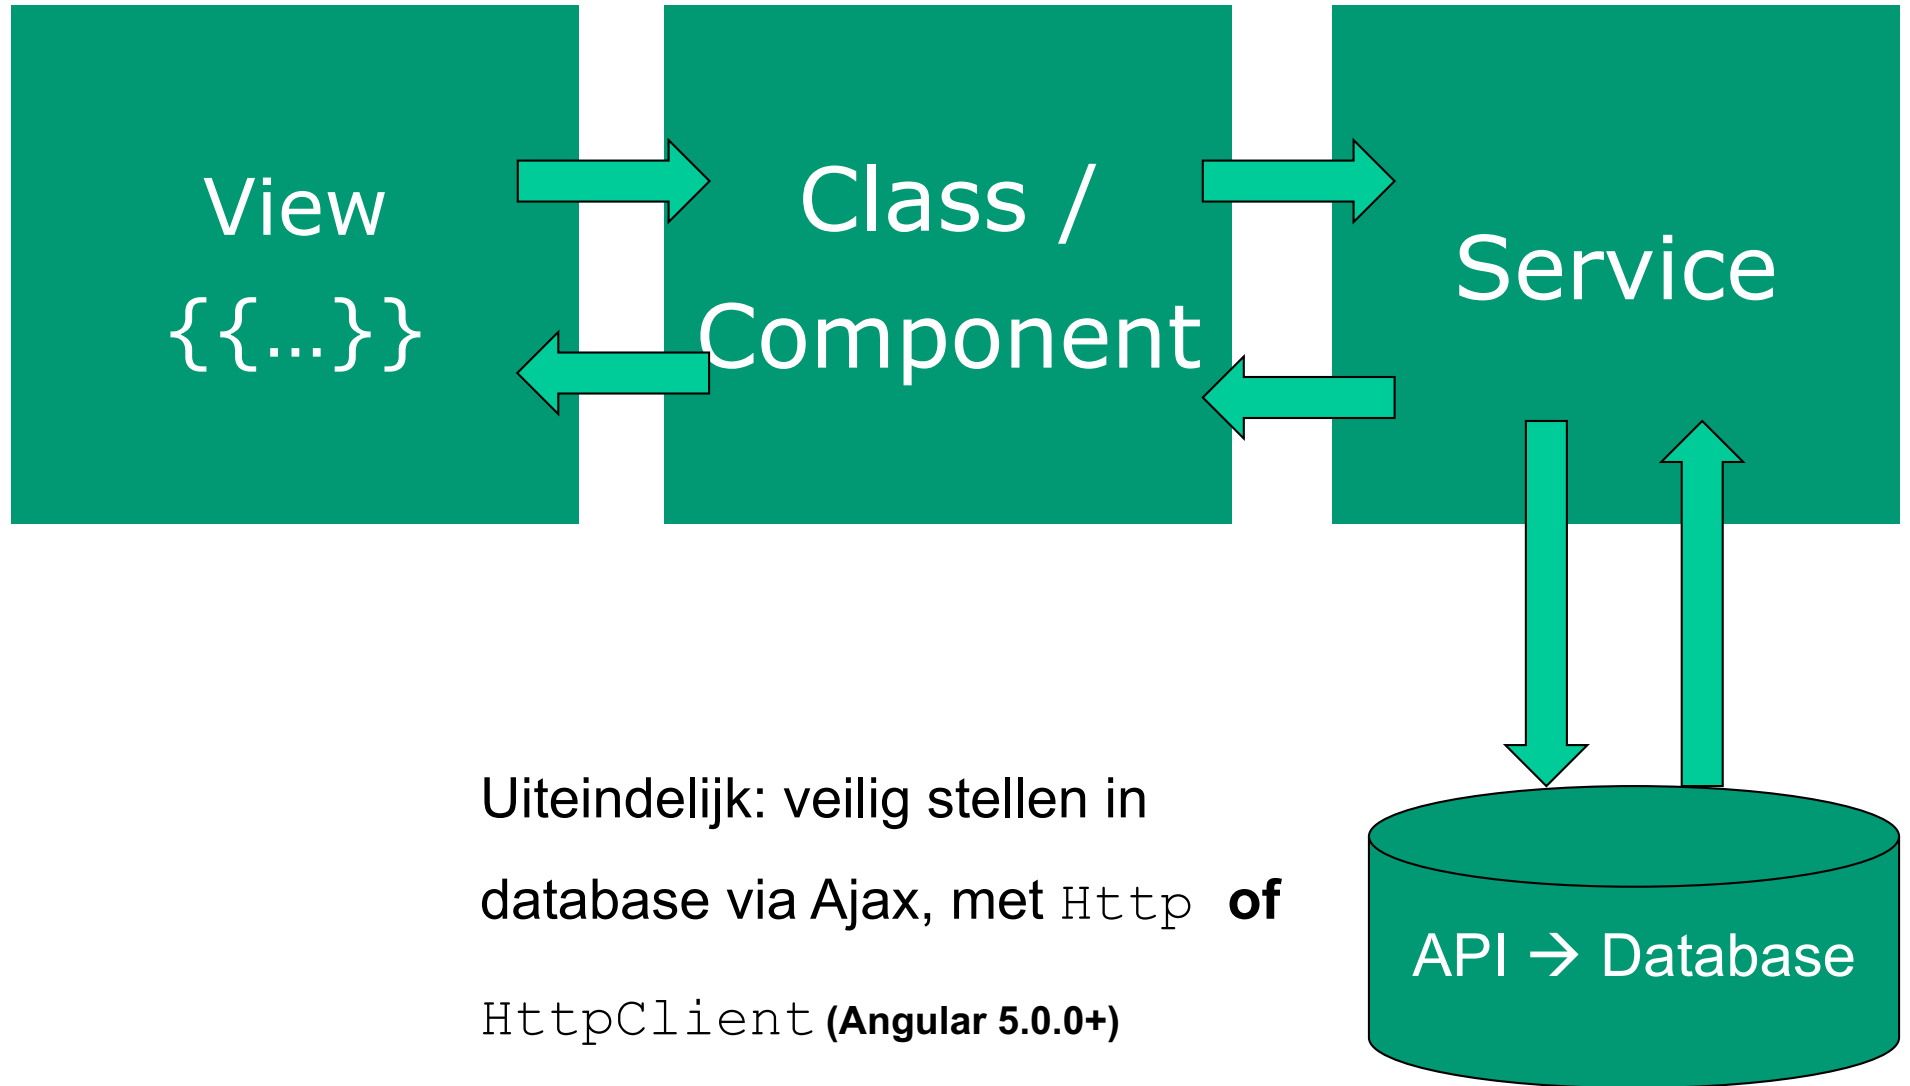 View
{{…}}
Class /
Component
Service
Uiteindelijk: veilig stellen in
database via Ajax, met Http of
HttpClient (Angular 5.0.0+)
API → Database